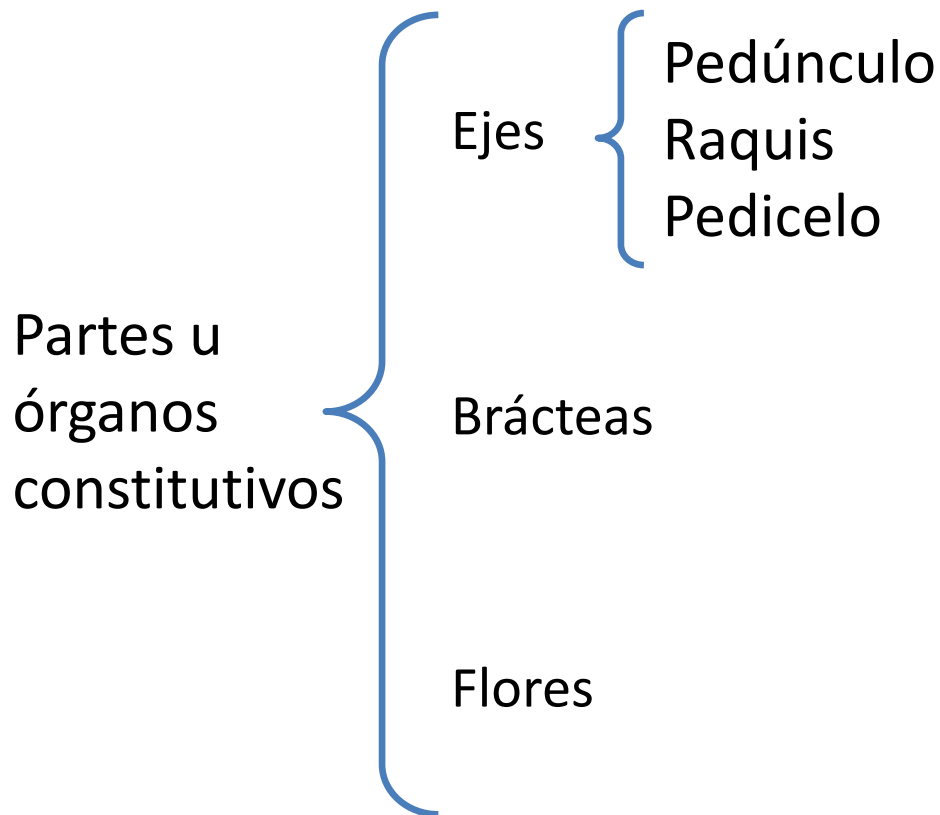 Partes u
órganos
constitutivos
Ejes
Pedúnculo
Raquis
Pedicelo
Brácteas
Flores